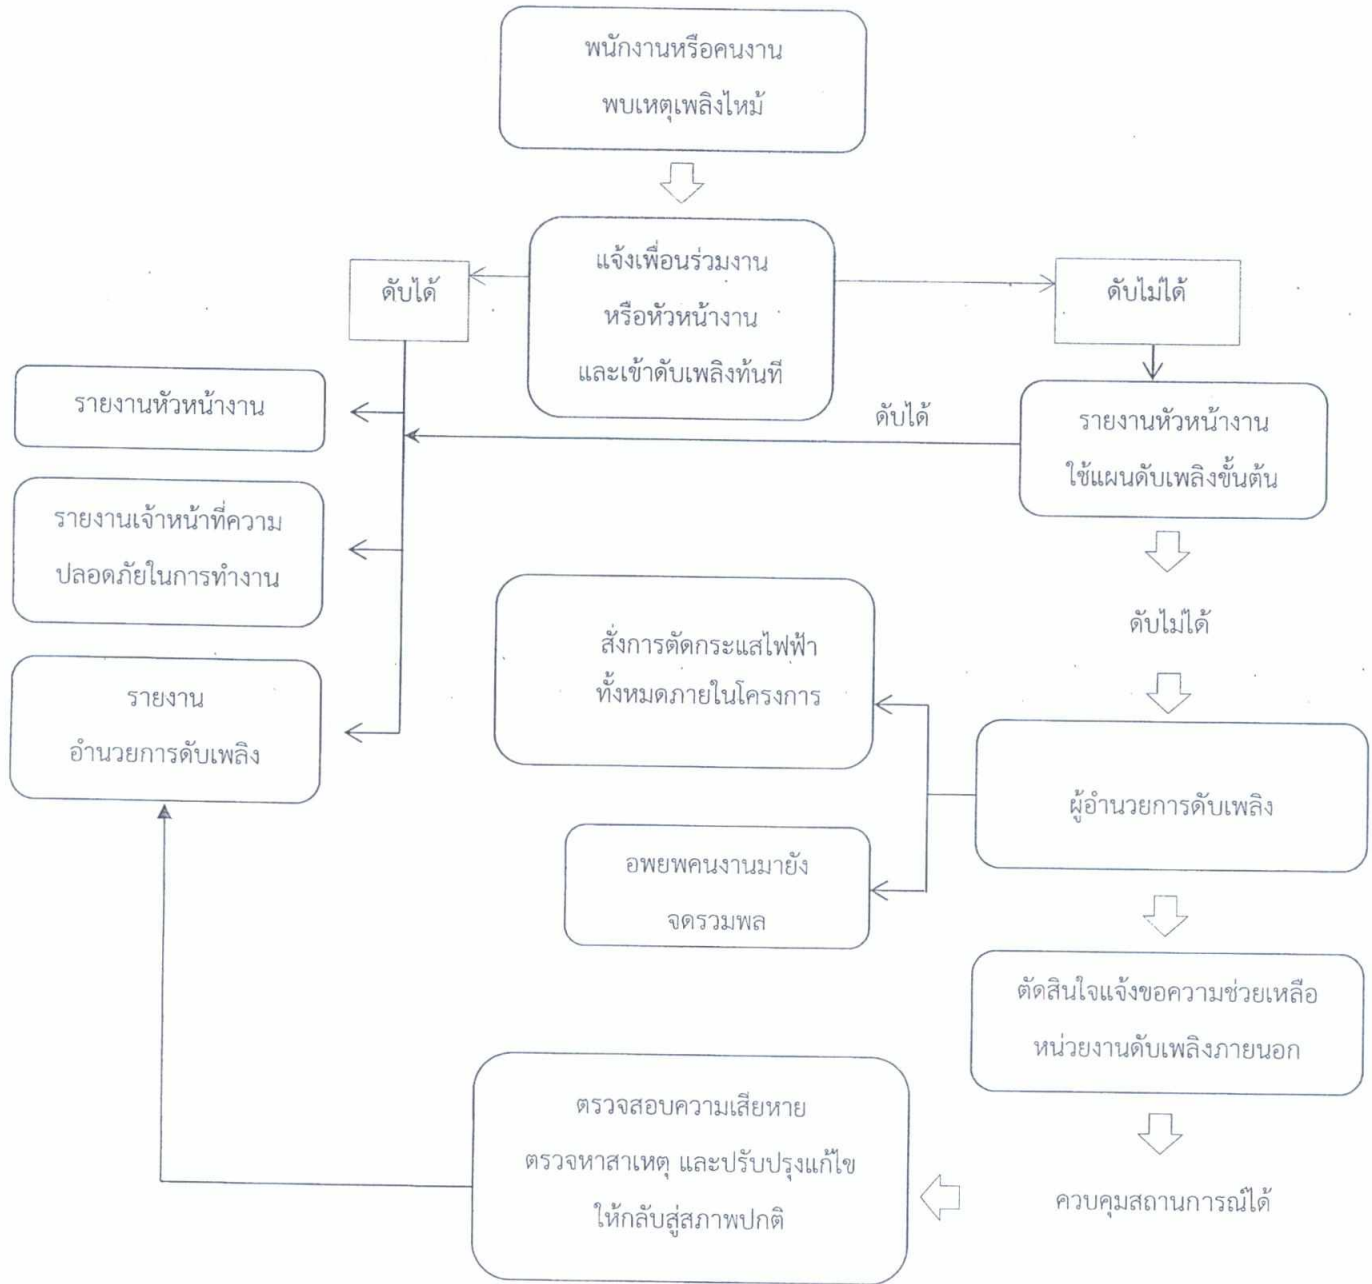 พนักงานหรือคนงาน
พบเหตุเพลิงไหม้
แจ้งเพื่อนร่วมงาน
หรือหัวหน้างาน
และเข้าดับเพลิงทันที
ดับได้
ดับไม่ได้
รายงานหัวหน้างาน
รายงานเจ้าหน้าที่ความ
ปลอดภัยในการทำงาน
รายงาน
อำนวยการดับเพลิง
ดับได้
รายงานหัวหน้างาน
ใช้แผนดับเพลิงขั้นต้น
ดับไม่ได้
สั่งการตัดกระแสไฟฟ้า
ทั้งหมดภายในโครงการ
ผู้อำนวยการดับเพลิง
อพยพคนงานมายัง
จดรวมพล
ตัดสินใจแจ้งขอความช่วยเหลือ
หน่วยงานดับเพลิงภายนอก
ควบคุมสถานการณ์ได้
ตรวจสอบความเสียหาย
ตรวจหาสาเหตุ และปรับปรุงแก้ไข
ให้กลับสู่สภาพปกติ